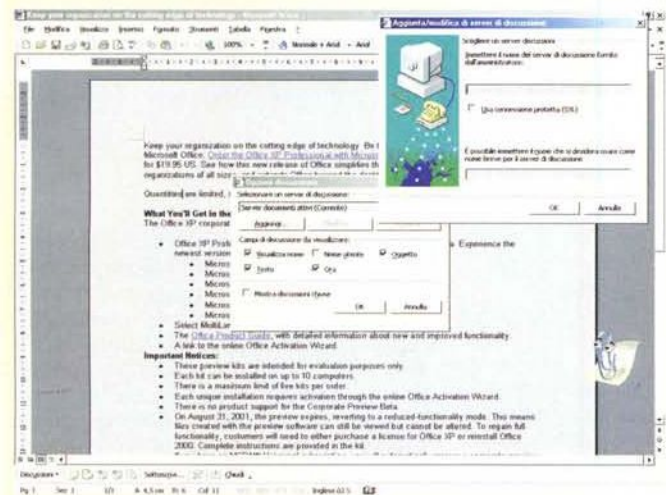 Keep your organization on the cutting edge of technology - Microsoft Word
File Modifica Visualizza Inserisci Formato Strumenti Tabella Finestra ?
100% Normale + Arial Arial
Aggiunta/modifica di server di discussione
Scegliere un server discussioni
Immettere il nome del server di discussione fornito
dall'amministratore:
Usa connessione protetta (SSL)
È possibile immettere il nome che si desidera usare come
nome breve per il server di discussione:
OK Annulla
Keep your organization on the cutting edge of technology. Be t
Microsoft Office. Order the Office XP Professional with Micros
for $19.95 US. See how this new release of Office simplifies th
organizations of all sizes
Quantities are limited,
Selezionare un server di discussione:
(Server documenti attivi (Corrente)
Aggiungi...
Campi di discussione da visualizzare:
Visualizza nome Nome utente Oggetto
Testo Ora
Mostra discussioni chiuse
OK Annulla
What You'll Get in the
The Office XP corporat
Office XP Prof
Experience the
newest version
Micros
Micros
Micros
Micros
Micros
Select MultiLan
The Office Product Guide, with detailed information about new and improved functionality.
A link to the online Office Activation Wizard.
Important Notices:
These preview kits are intended for evaluation purposes only.
Each kit can be installed on up to 10 computers.
There is a maximum limit of five kits per order.
Each unique installation requires activation through the online Office Activation Wizard.
There is no product support for the Corporate Preview Beta.
On August 31, 2001, the preview expires, reverting to a reduced-functionality mode. This means
files created with the preview software can still be viewed but cannot be altered. To regain full
functionality, customers will need to either purchase a license for Office XP or reinstall Office
2000. Complete instructions are provided in the kit.
Discussioni Sottoscrivi... Chiudi
Pg 1 Sez 1 1/3 A 4,5 cm Ri 6 Col 11 Inglese (U.S.